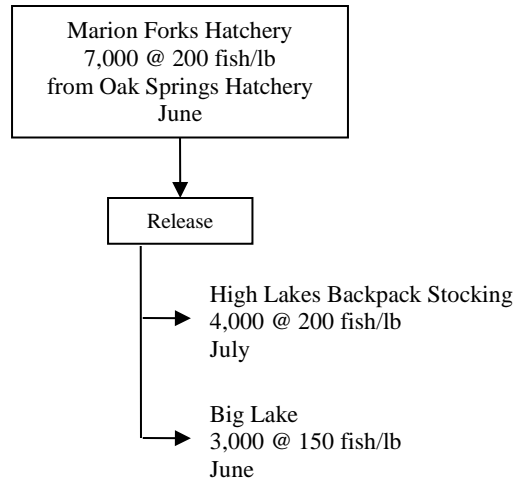 Marion Forks Hatchery
7,000 @ 200 fish/lb
from Oak Springs Hatchery
June
Release
High Lakes Backpack Stocking
4,000 @ 200 fish/lb
July
Big Lake
3,000 @ 150 fish/lb
June